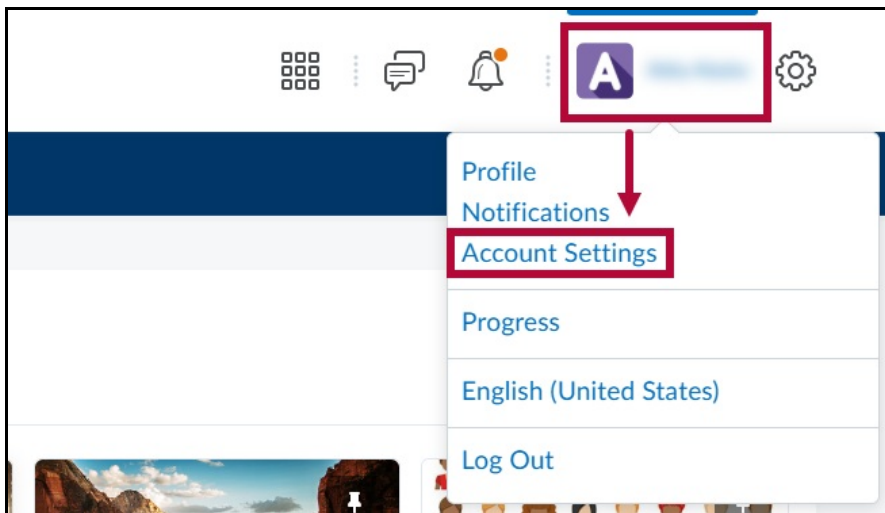 A
Profile
Notifications
Account Settings
Progress
English (United States)
Log Out